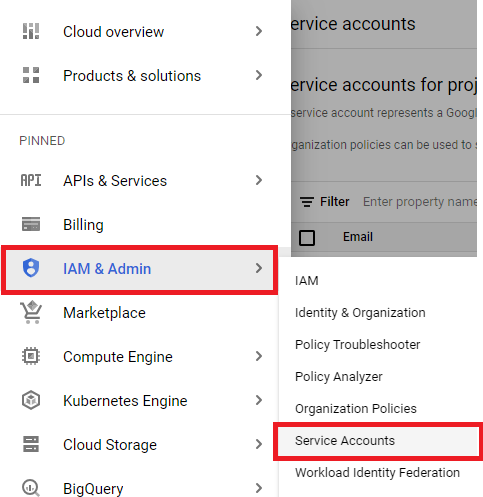 Cloud overview
Products & solutions
PINNED
API APIs & Services
Billing
IAM & Admin
Marketplace
Compute Engine
Kubernetes Engine
Cloud Storage
BigQuery
ervice accounts
ervice accounts for proj
service account represents a Goog
ganization policies can be used to s
Filter Enter property name
Email
IAM
Identity & Organization
Policy Troubleshooter
Policy Analyzer
Organization Policies
Service Accounts
Workload Identity Federation